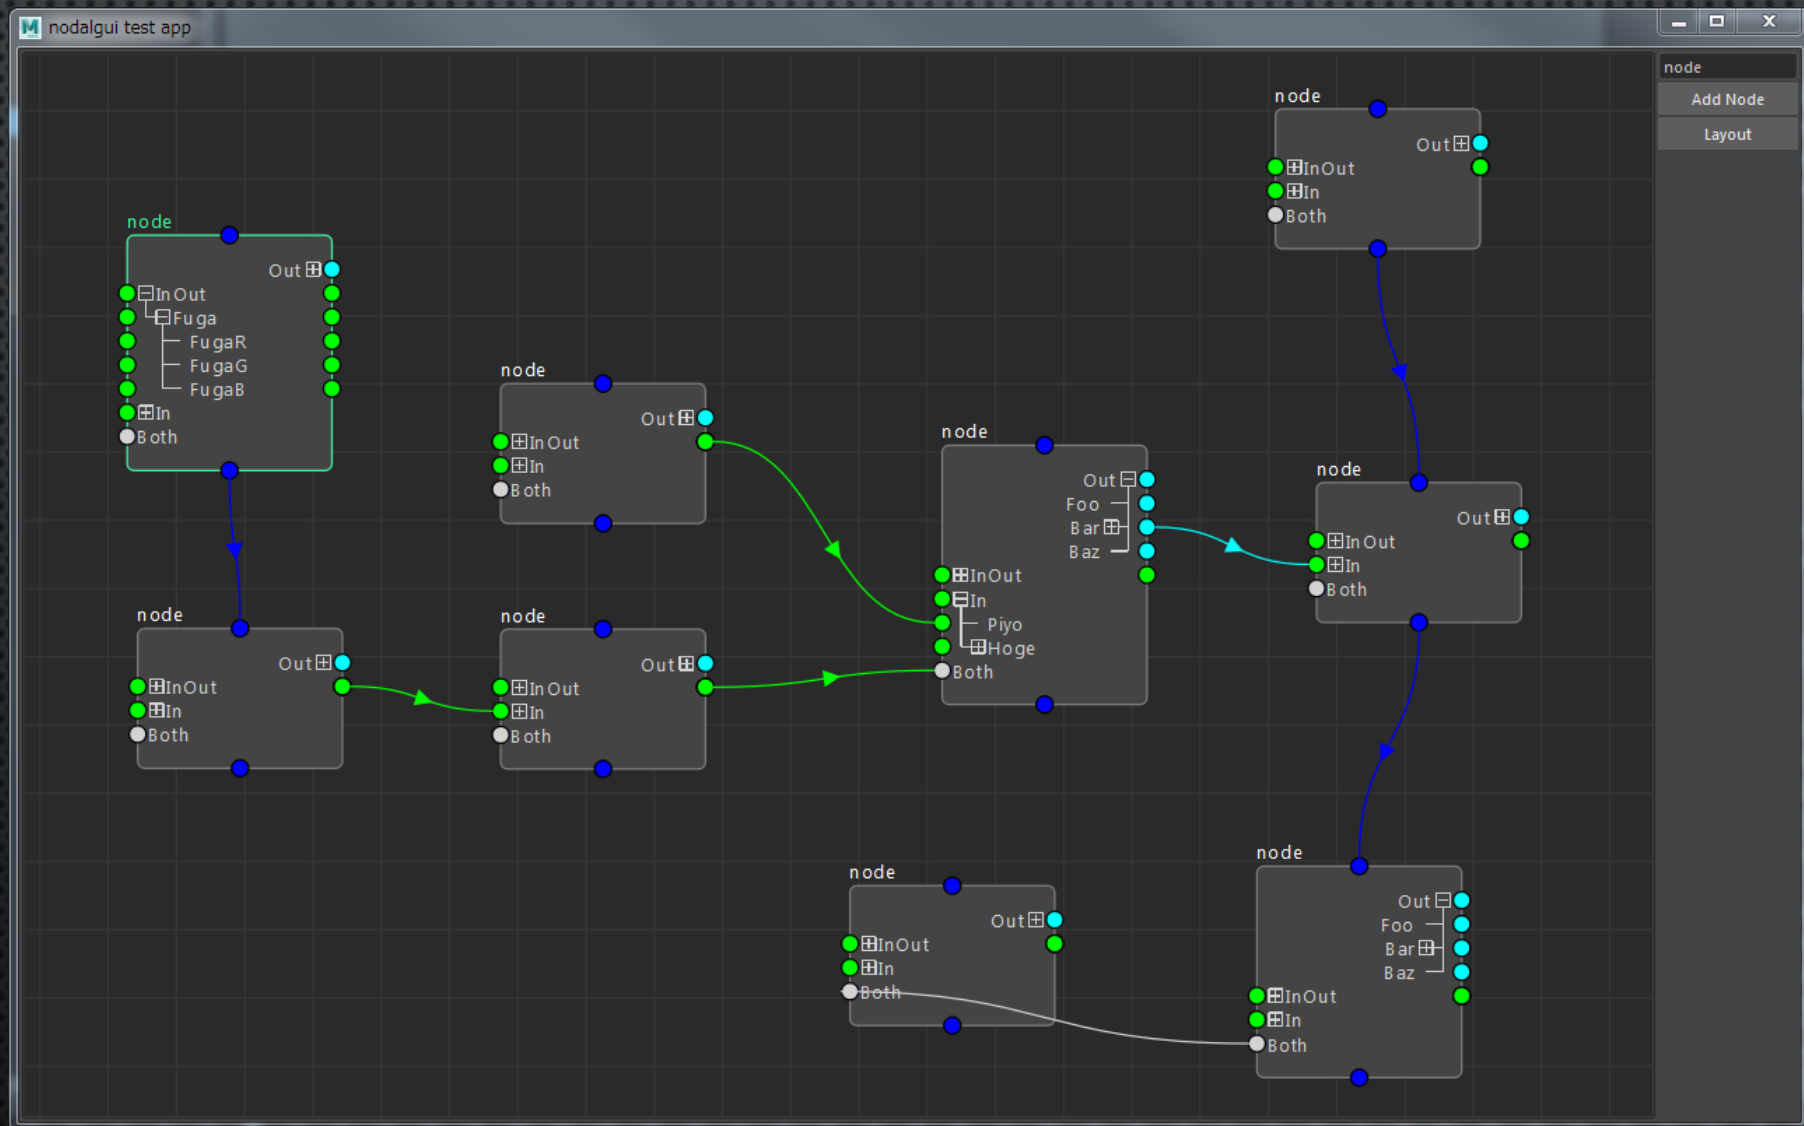 nodalgui test app
node
Add Node
Layout
node
Out
InOut
In
Both
node
Out
InOut
Fuga
FugaR
FugaG
FugaB
In
Both
node
Out
InOut
In
Both
node
Out
Foo
Bar
Baz
InOut
In
Piyo
Hoge
Both
node
Out
InOut
In
Both
node
Out
InOut
In
Both
node
Out
InOut
In
Both
node
Out
InOut
In
Both
node
Out
Foo
Bar
Baz
InOut
In
Both